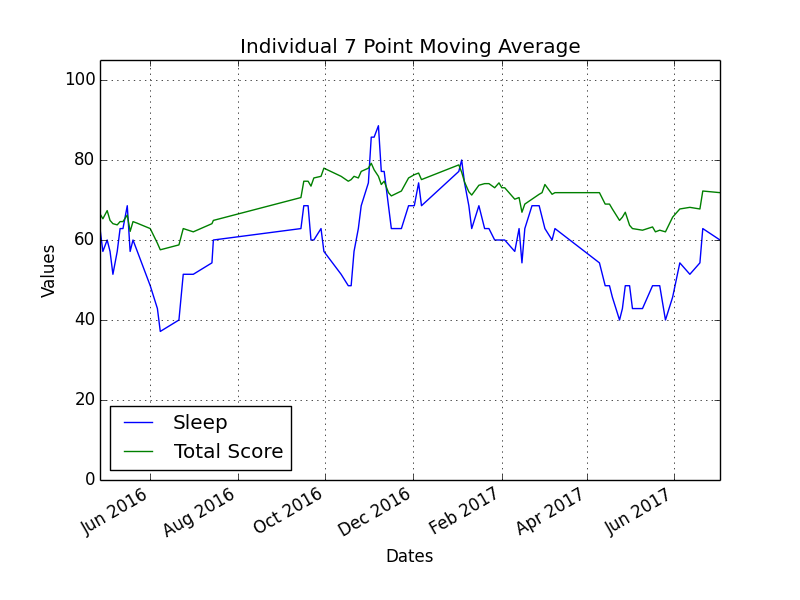 Individual 7 Point Moving Average
100
80
60
40
20
0
Values
Sleep
Total Score
Jun 2016
Aug 2016
Oct 2016
Dec 2016
Feb 2017
Apr 2017
Jun 2017
Dates